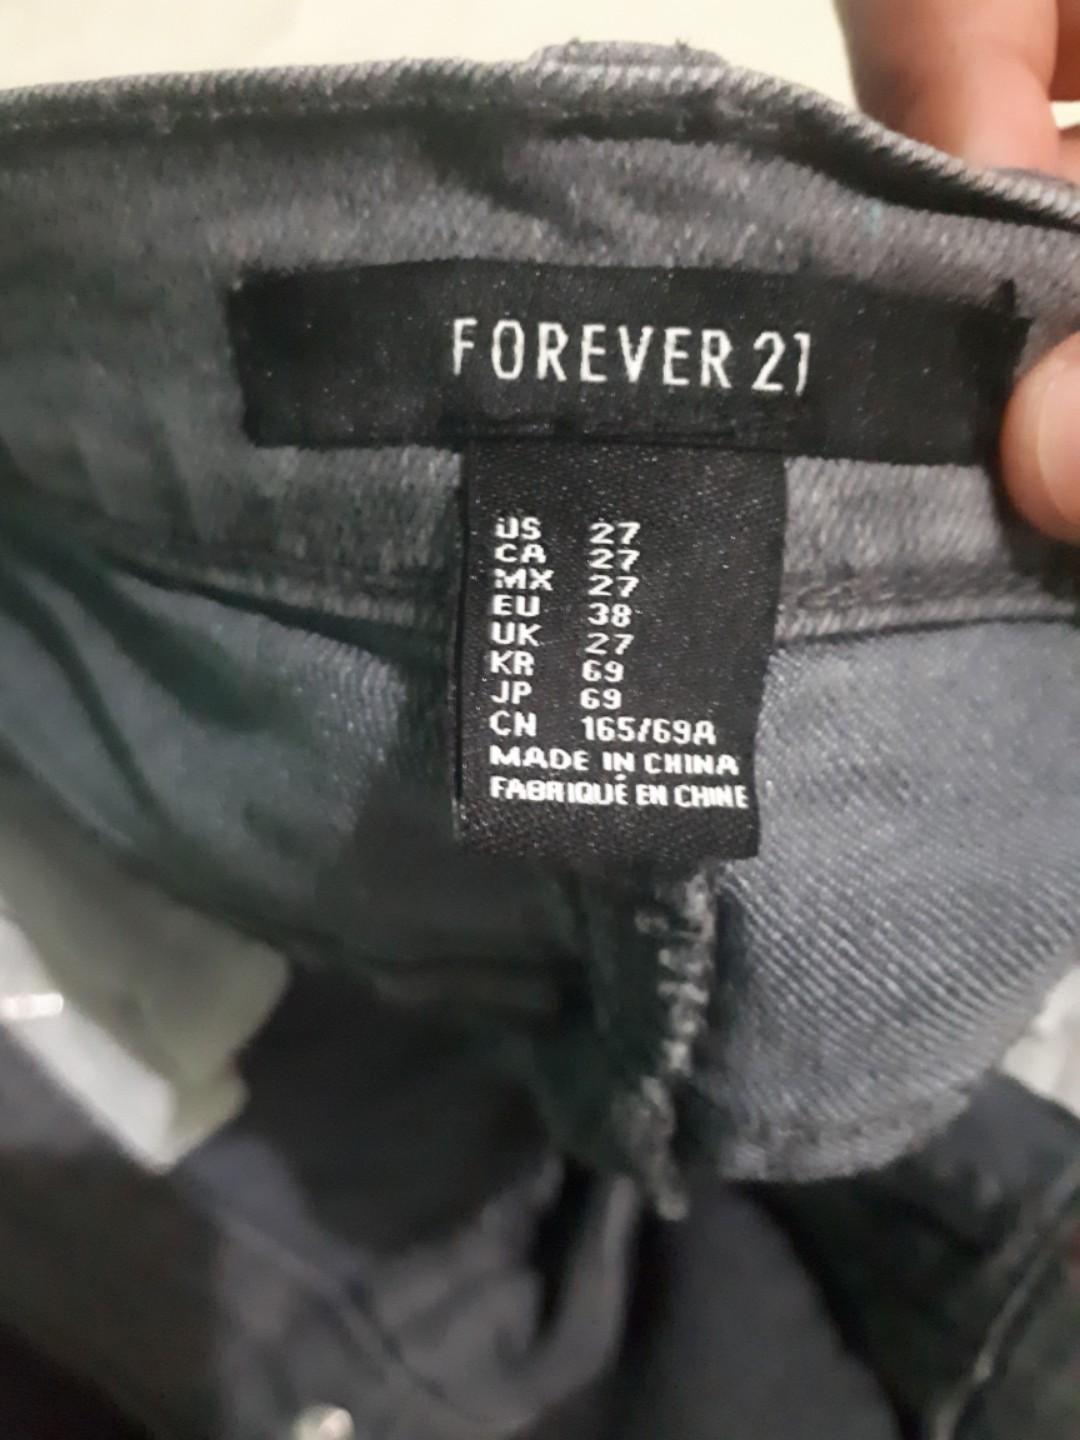 FOREVER 21
US 27
CA 27
MX 27
EU 38
UK 27
KR 69
JP 69
CN 165/69A
MADE IN CHINA
FABRIQUÉ EN CHINE